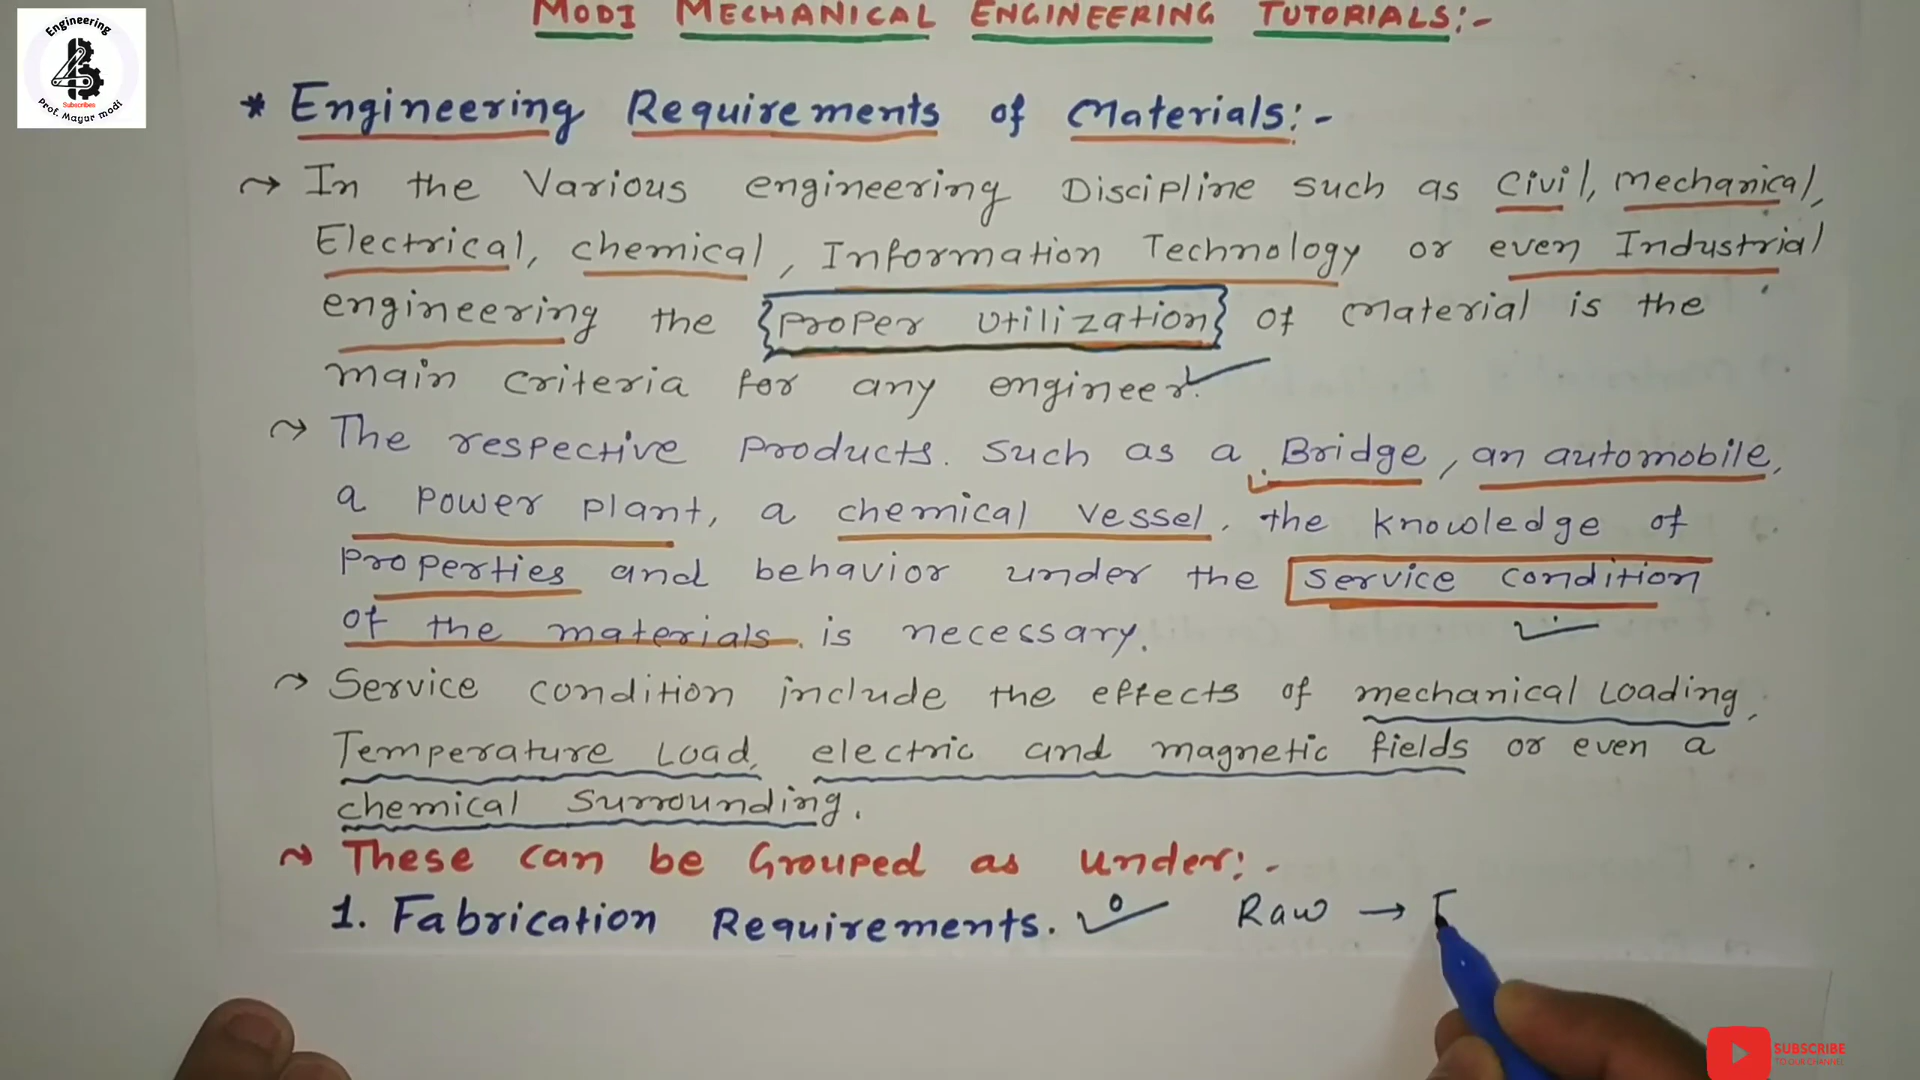 Engineering
Subscribes
Prof. Mayur modi
MODI MECHANICAL ENGINEERING TUTORIALS:-
* Engineering Requirements of Materials:-
In the Various engineering Discipline such as Civil, Mechanical,
Electrical, chemical, Information Technology or even Industrial
engineering the {Proper Utilization} of Material is the
main criteria for any engineer.
The respective Products. Such as a Bridge, an automobile,
a Power plant, a chemical vessel. the knowledge of
Properties and behavior under the service condition
of the materials is necessary.
Service condition include the effects of mechanical Loading,
Temperature Load, electric and magnetic fields or even a
chemical Surrounding.
These can be Grouped as under:-
1. Fabrication Requirements. Raw →
SUBSCRIBE
TO OUR CHANNEL